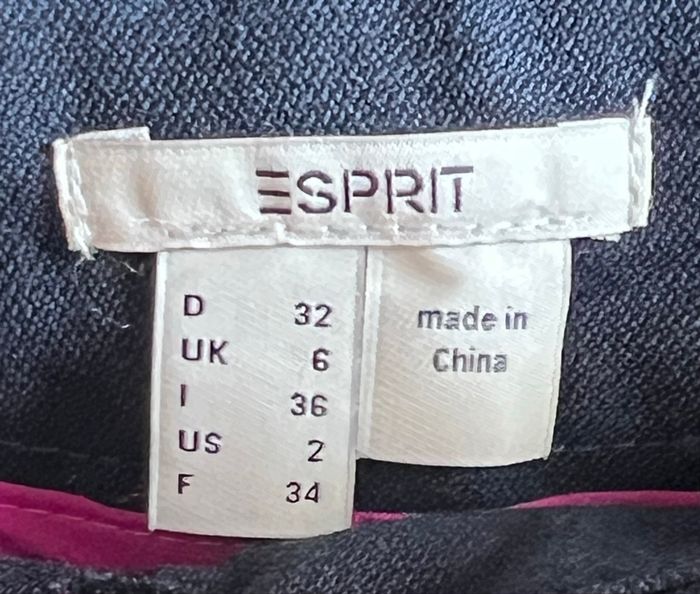 ESPRIT
D 32
UK 6
I 36
US 2
F 34
made in
China